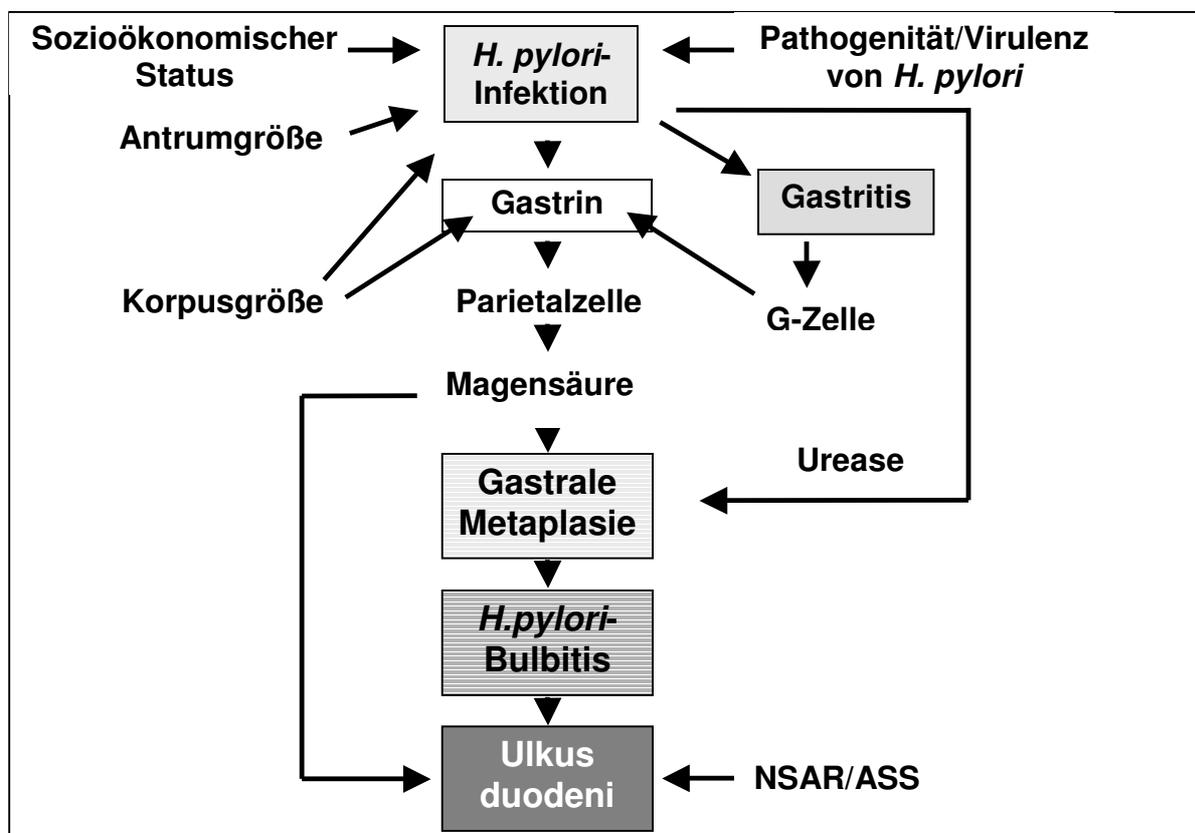 Sozioökonomischer
Status
H. pylori-
Infektion
Pathogenität/Virulenz
von H. pylori
Antrumgröße
Gastrin
Gastritis
Korpusgröße
Parietalzelle
G-Zelle
Magensäure
Urease
Gastrale
Metaplasie
H.pylori-
Bulbitis
Ulkus
duodeni
NSAR/ASS